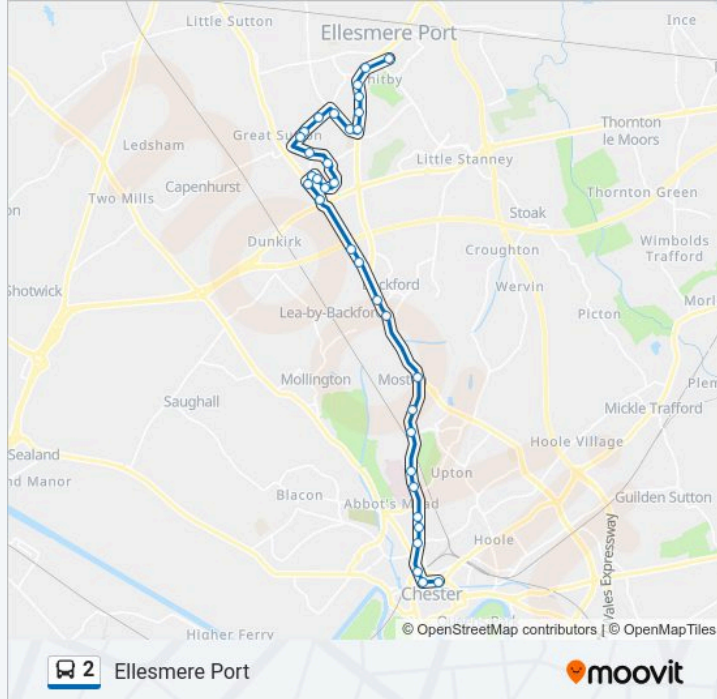 Little Sutton
Ince
Ellesmere Port
Whitby
Great Sutton
Thornton
le Moors
Ledsham
Little Stanney
Capenhurst
Two Mills
Thornton Green
Stoak
Dunkirk
Croughton
Wimbolds
Trafford
Shotwick
Wervin
ckford
Lea-by-Backford
Picton
Mollington
Most
Saughall
Mickle Trafford
Hoole Village
Sealand
Upton
Blacon
Abbot's Mead
Guilden Sutton
Hoole
Chester
Higher Ferry
© OpenStreetMap contributors | © OpenMapTiles
2 Ellesmere Port
moovit